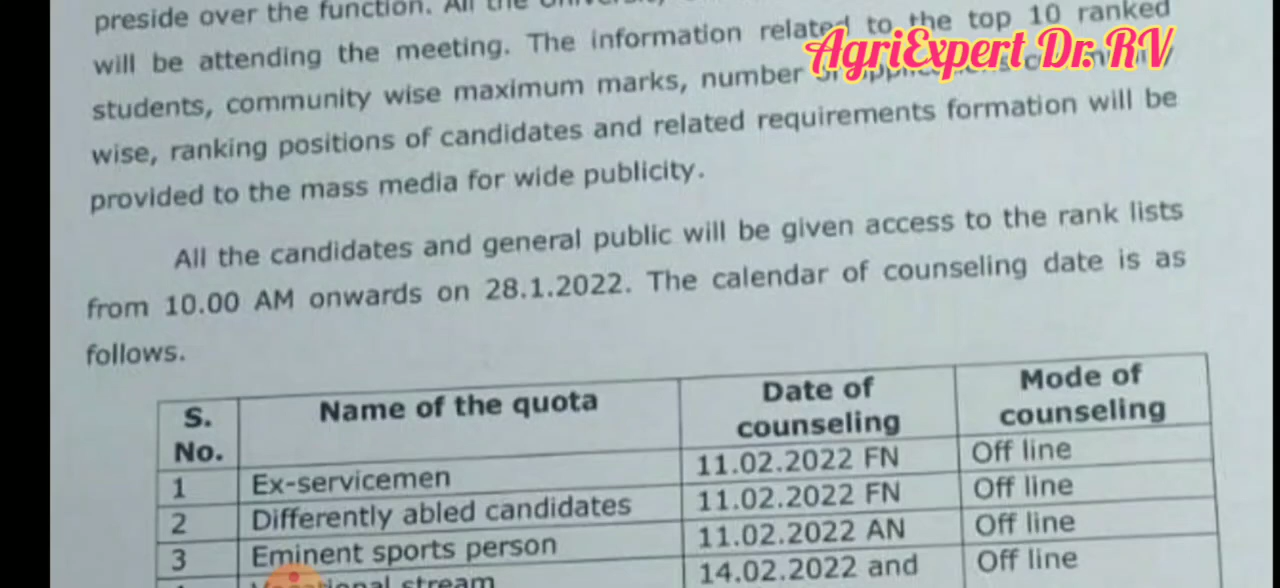 preside over the function. All the
will be attending the meeting. The information related to the top 10 ranked
AgriExpert Dr. RV
students, community wise maximum marks, number
wise, ranking positions of candidates and related requirements formation will be
provided to the mass media for wide publicity.
All the candidates and general public will be given access to the rank lists
from 10.00 AM onwards on 28.1.2022. The calendar of counseling date is as
follows.
S. No. Name of the quota Date of counseling Mode of counseling
1 Ex-servicemen 11.02.2022 FN Off line
2 Differently abled candidates 11.02.2022 FN Off line
3 Eminent sports person 11.02.2022 AN Off line
stream 14.02.2022 and Off line